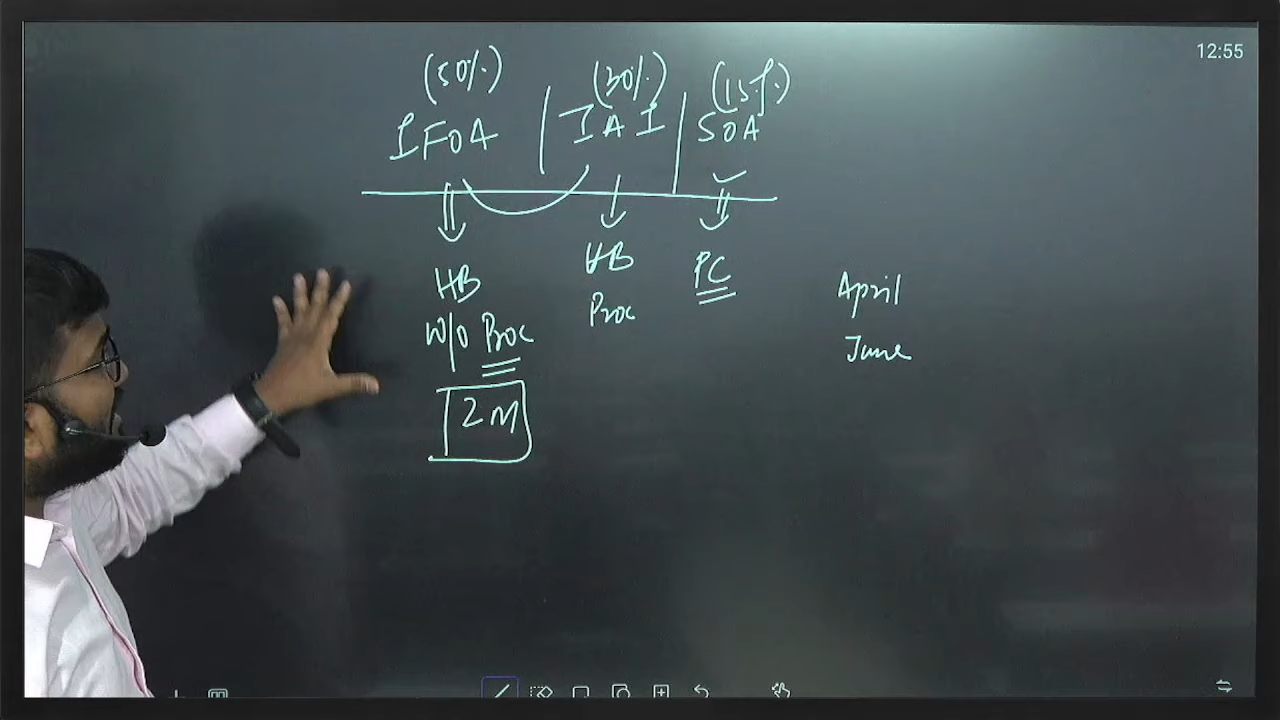 12:55
(50%) (30%) (15%)
IFOA | IAI | SOA
HB HB PC
W/O Proc Proc
2M
April
June